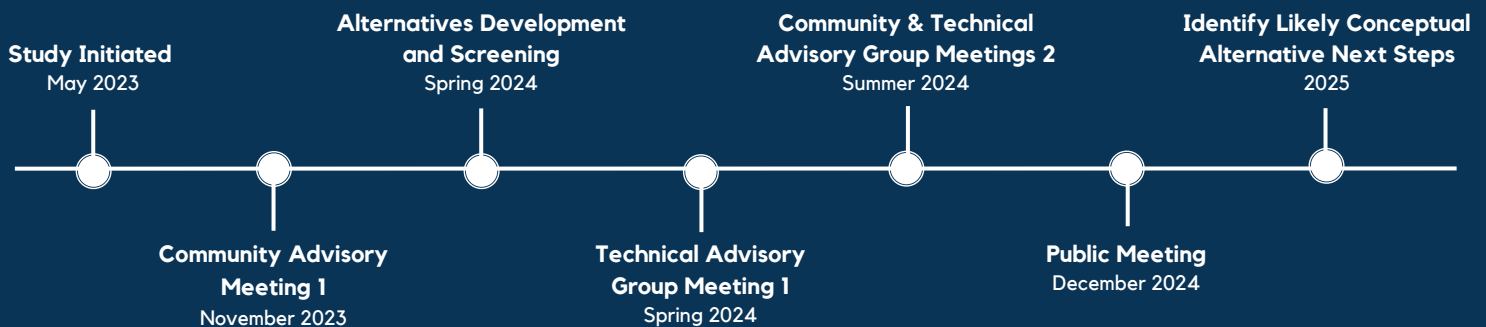 Study Initiated
May 2023
Community Advisory
Meeting 1
November 2023
Alternatives Development
and Screening
Spring 2024
Technical Advisory
Group Meeting 1
Spring 2024
Community & Technical
Advisory Group Meetings 2
Summer 2024
Public Meeting
December 2024
Identify Likely Conceptual
Alternative Next Steps
2025